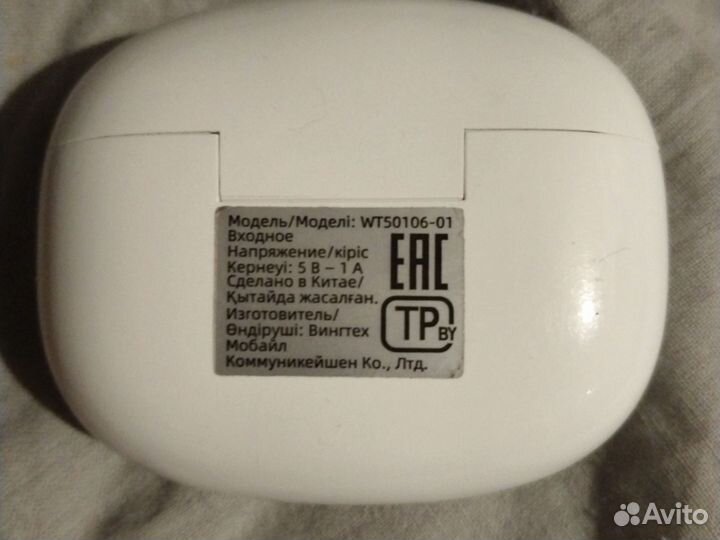 Модель/Моделі: WT50106-01
Входное
Напряжение/кіріс
Кернеуі: 5 В – 1 А
Сделано в Китае/
Қытайда жасалған.
Изготовитель/
Өндіруші: Вингтех
Мобайл
Коммуникейшен Ко., Лтд.
EAC
TP BY
Avito